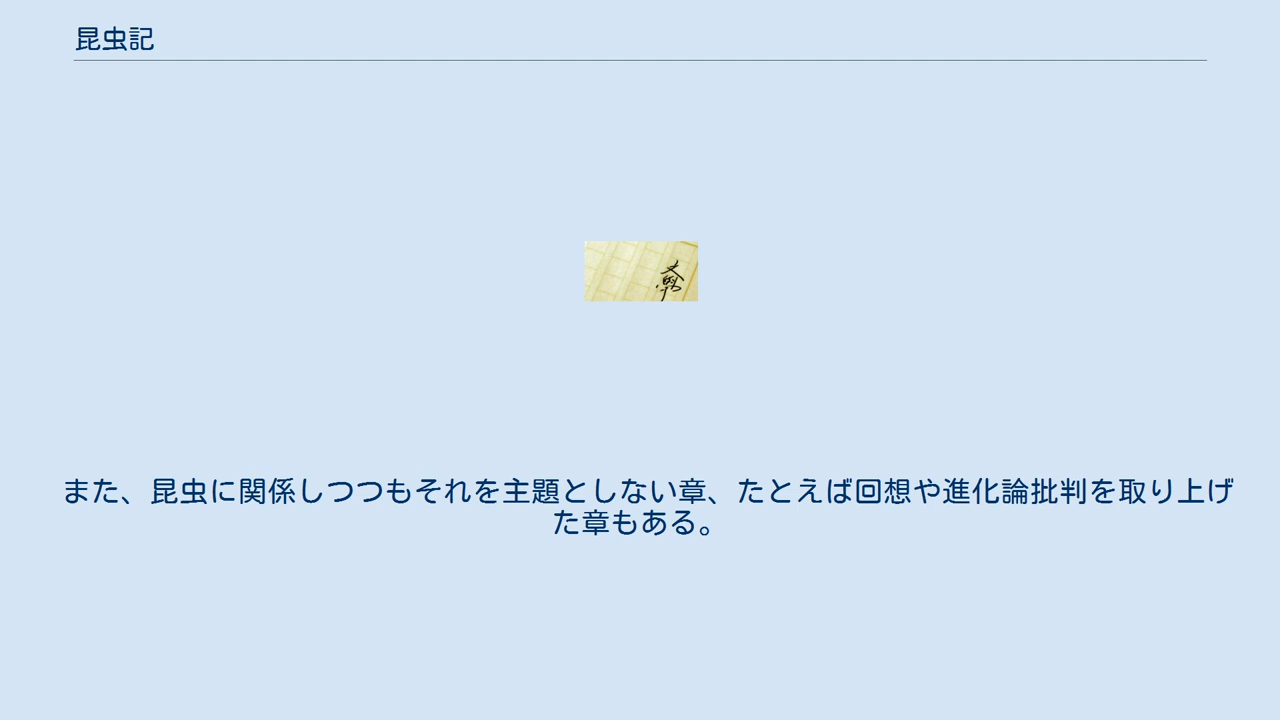 昆虫記
また、昆虫に関係しつつもそれを主題としない章、たとえば回想や進化論批判を取り上げ
た章もある。